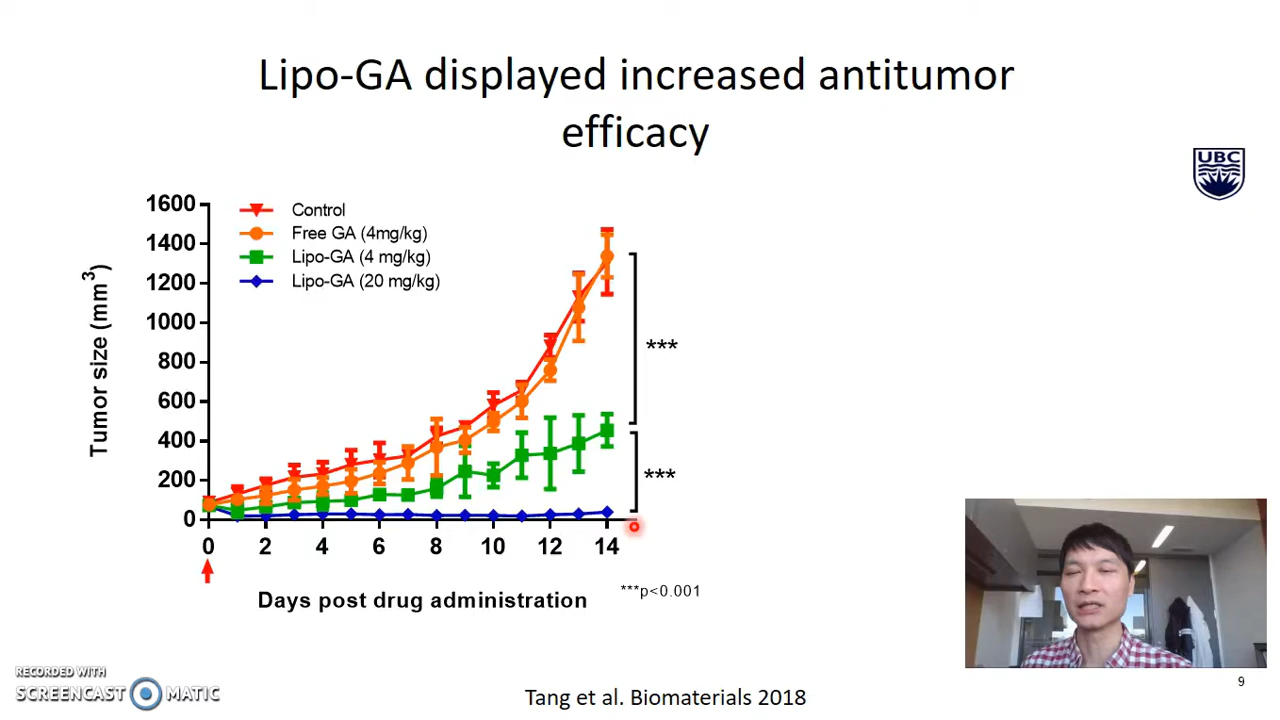 Lipo-GA displayed increased antitumor
efficacy
UBC
1600
1400
1200
1000
800
600
400
200
0
Tumor size (mm³)
Control
Free GA (4mg/kg)
Lipo-GA (4 mg/kg)
Lipo-GA (20 mg/kg)
***
***
0 2 4 6 8 10 12 14
Days post drug administration
***p<0.001
RECORDED WITH
SCREENCAST MATIC
Tang et al. Biomaterials 2018
9